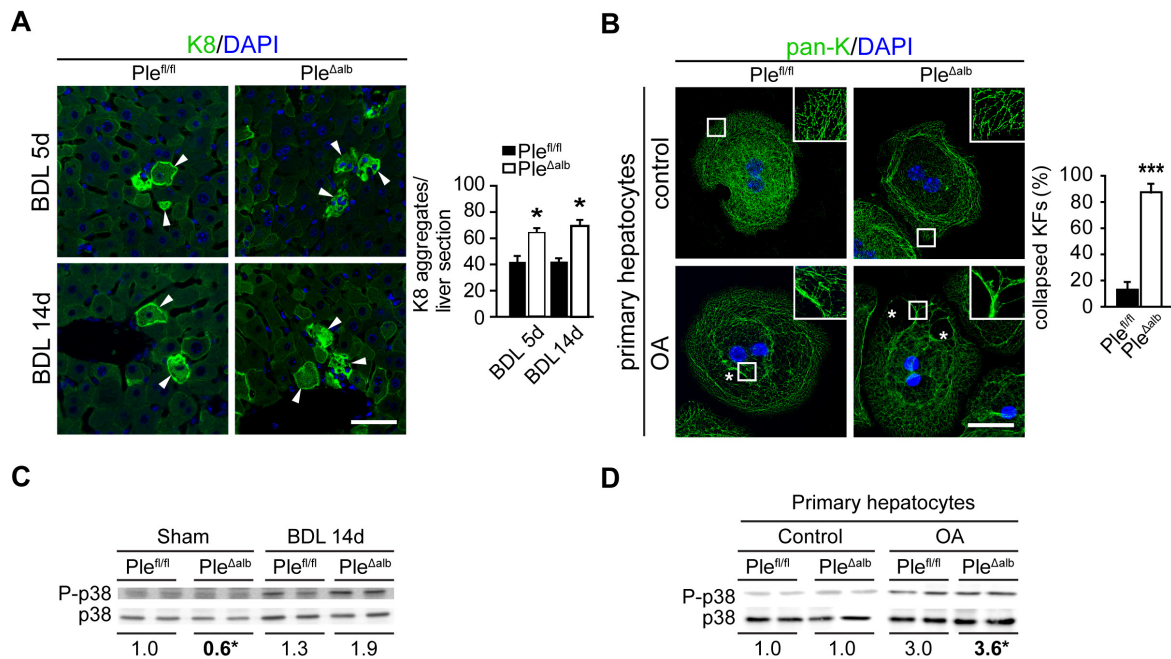 A
K8/DAPI
Ple^fl/fl Ple^Δalb
BDL 5d
BDL 14d
Ple^fl/fl
Ple^Δalb
K8 aggregates/
liver section
100
80
60
40
20
0
* *
BDL 5d
BDL 14d
B
pan-K/DAPI
Ple^fl/fl Ple^Δalb
primary hepatocytes
control
OA
* * *
collapsed KFs (%)
100
80
60
40
20
0
***
Ple^fl/fl
Ple^Δalb
C
Sham BDL 14d
Ple^fl/fl Ple^Δalb Ple^fl/fl Ple^Δalb
P-p38
p38
1.0 0.6* 1.3 1.9
D
Primary hepatocytes
Control OA
Ple^fl/fl Ple^Δalb Ple^fl/fl Ple^Δalb
P-p38
p38
1.0 1.0 3.0 3.6*